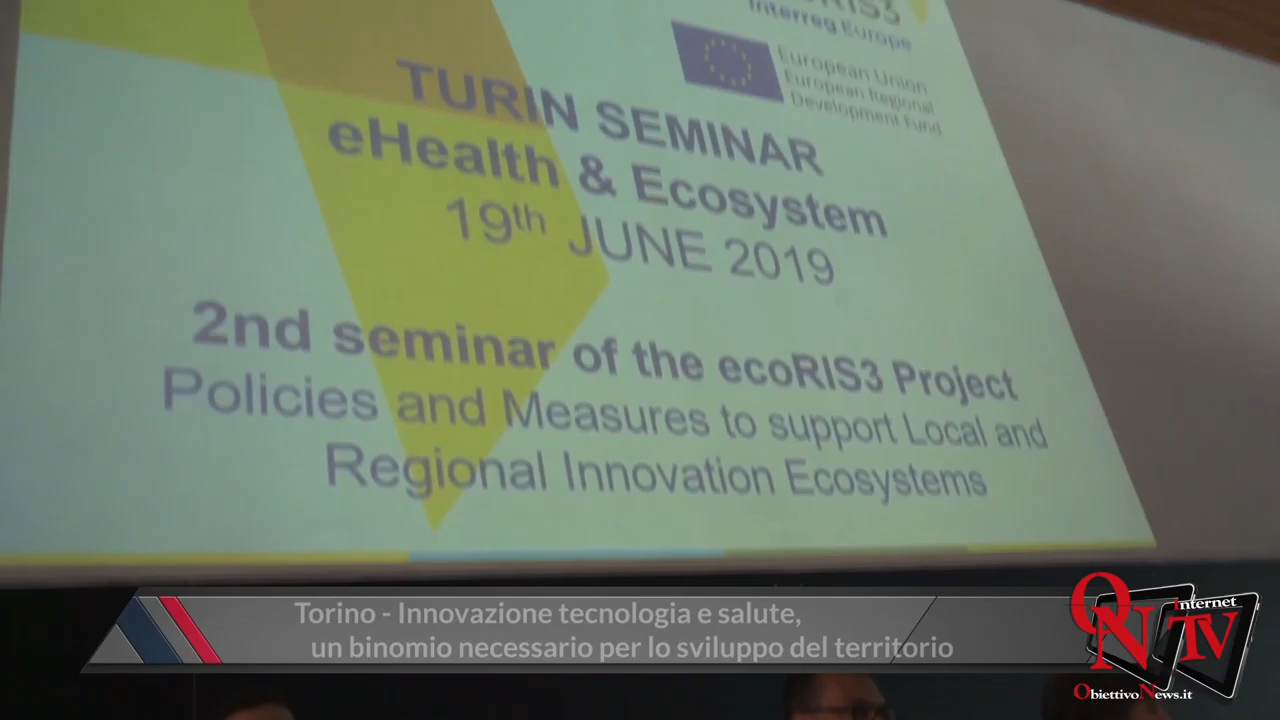 ecoRIS3
Interreg Europe
European Union
European Regional
Development Fund
TURIN SEMINAR
eHealth & Ecosystem
19th JUNE 2019
2nd seminar of the ecoRIS3 Project
Policies and Measures to support Local and
Regional Innovation Ecosystems
Torino - Innovazione tecnologia e salute,
un binomio necessario per lo sviluppo del territorio
ON
Internet
TV
ObiettivoNews.it